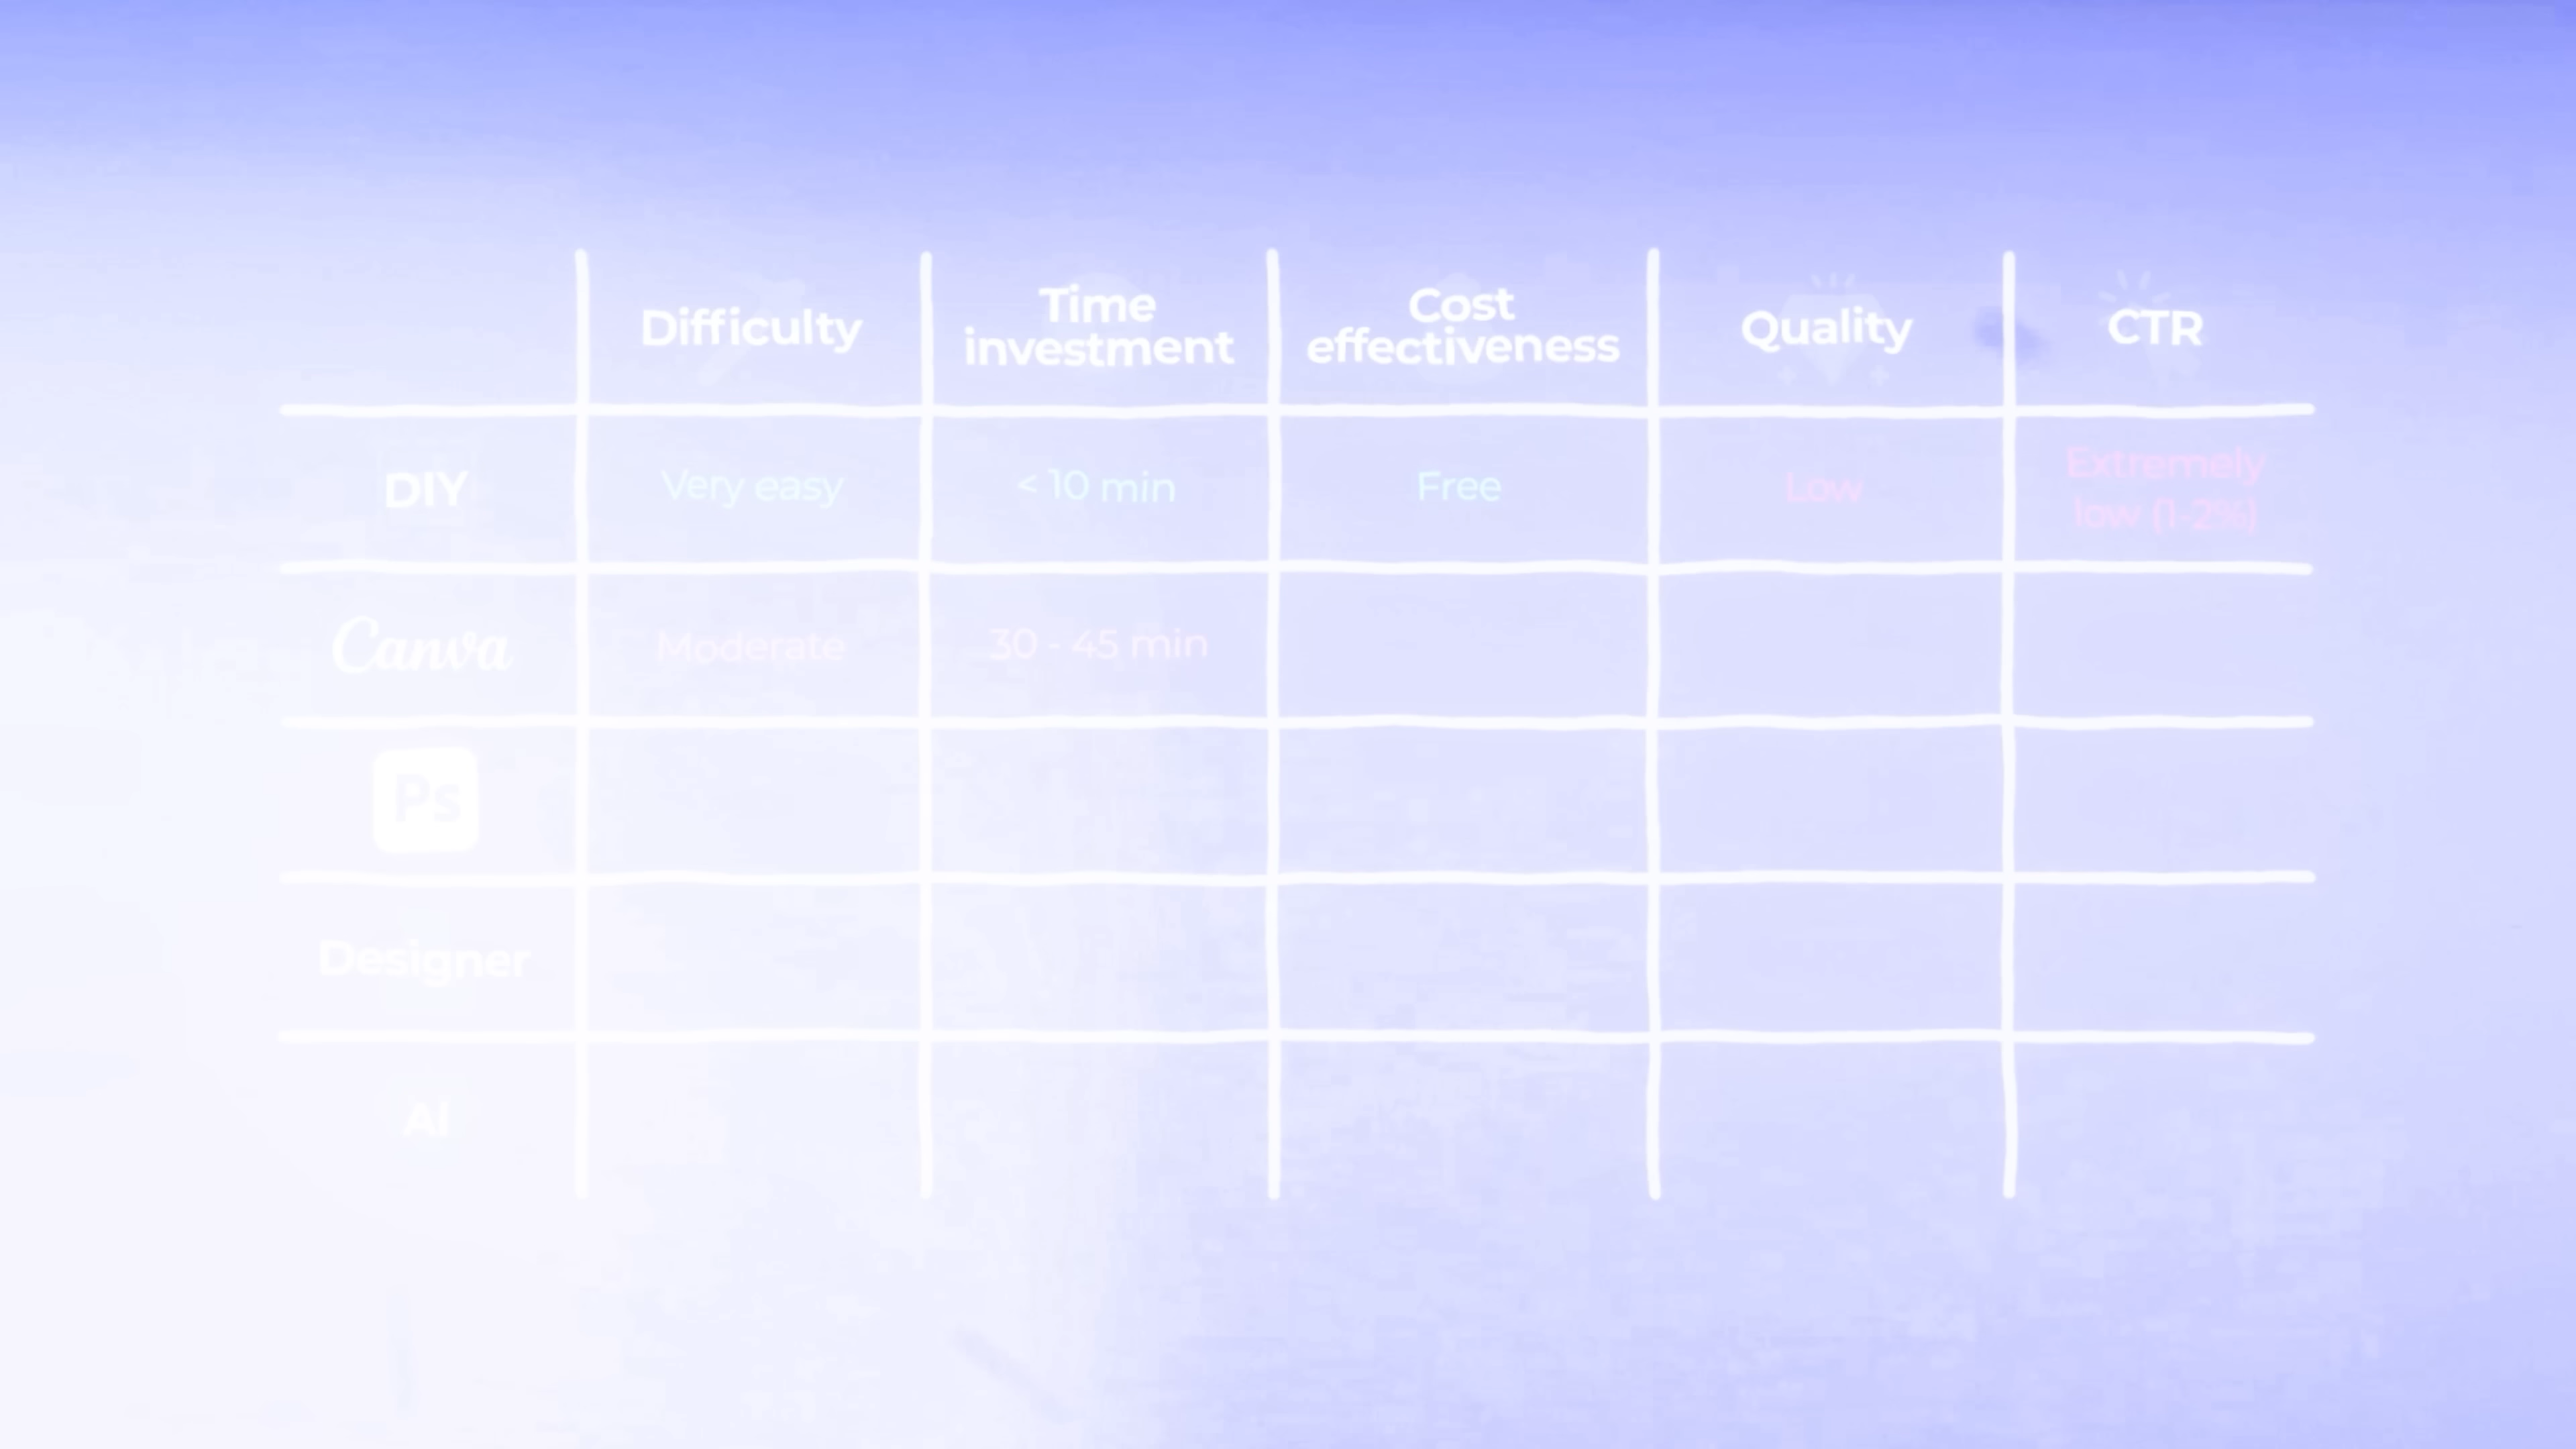 Difficulty
Time
investment
Cost
effectiveness
Quality
CTR
DIY
Very easy
< 10 min
Free
Low
Extremely
low (1-2%)
Canva
Moderate
30 - 45 min
Ps
Designer
AI